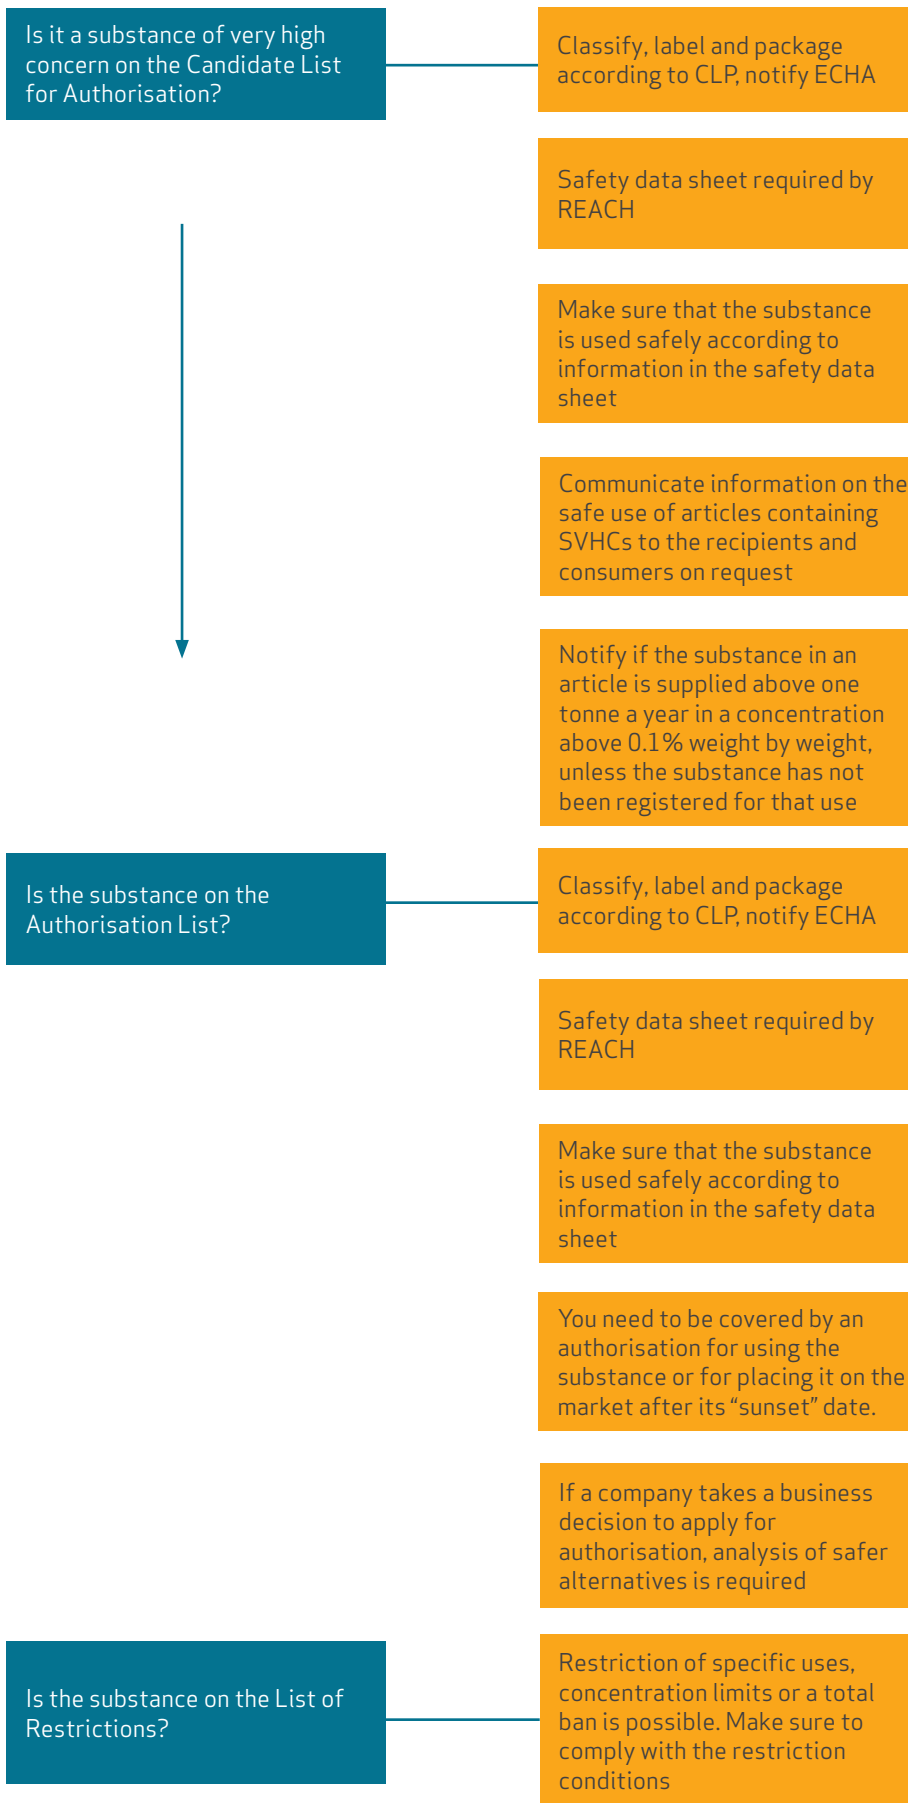 Is it a substance of very high
concern on the Candidate List
for Authorisation?
Classify, label and package
according to CLP, notify ECHA
Safety data sheet required by
REACH
Make sure that the substance
is used safely according to
information in the safety data
sheet
Communicate information on the
safe use of articles containing
SVHCs to the recipients and
consumers on request
Notify if the substance in an
article is supplied above one
tonne a year in a concentration
above 0.1% weight by weight,
unless the substance has not
been registered for that use
Is the substance on the
Authorisation List?
Classify, label and package
according to CLP, notify ECHA
Safety data sheet required by
REACH
Make sure that the substance
is used safely according to
information in the safety data
sheet
You need to be covered by an
authorisation for using the
substance or for placing it on the
market after its “sunset” date.
If a company takes a business
decision to apply for
authorisation, analysis of safer
alternatives is required
Is the substance on the List of
Restrictions?
Restriction of specific uses,
concentration limits or a total
ban is possible. Make sure to
comply with the restriction
conditions